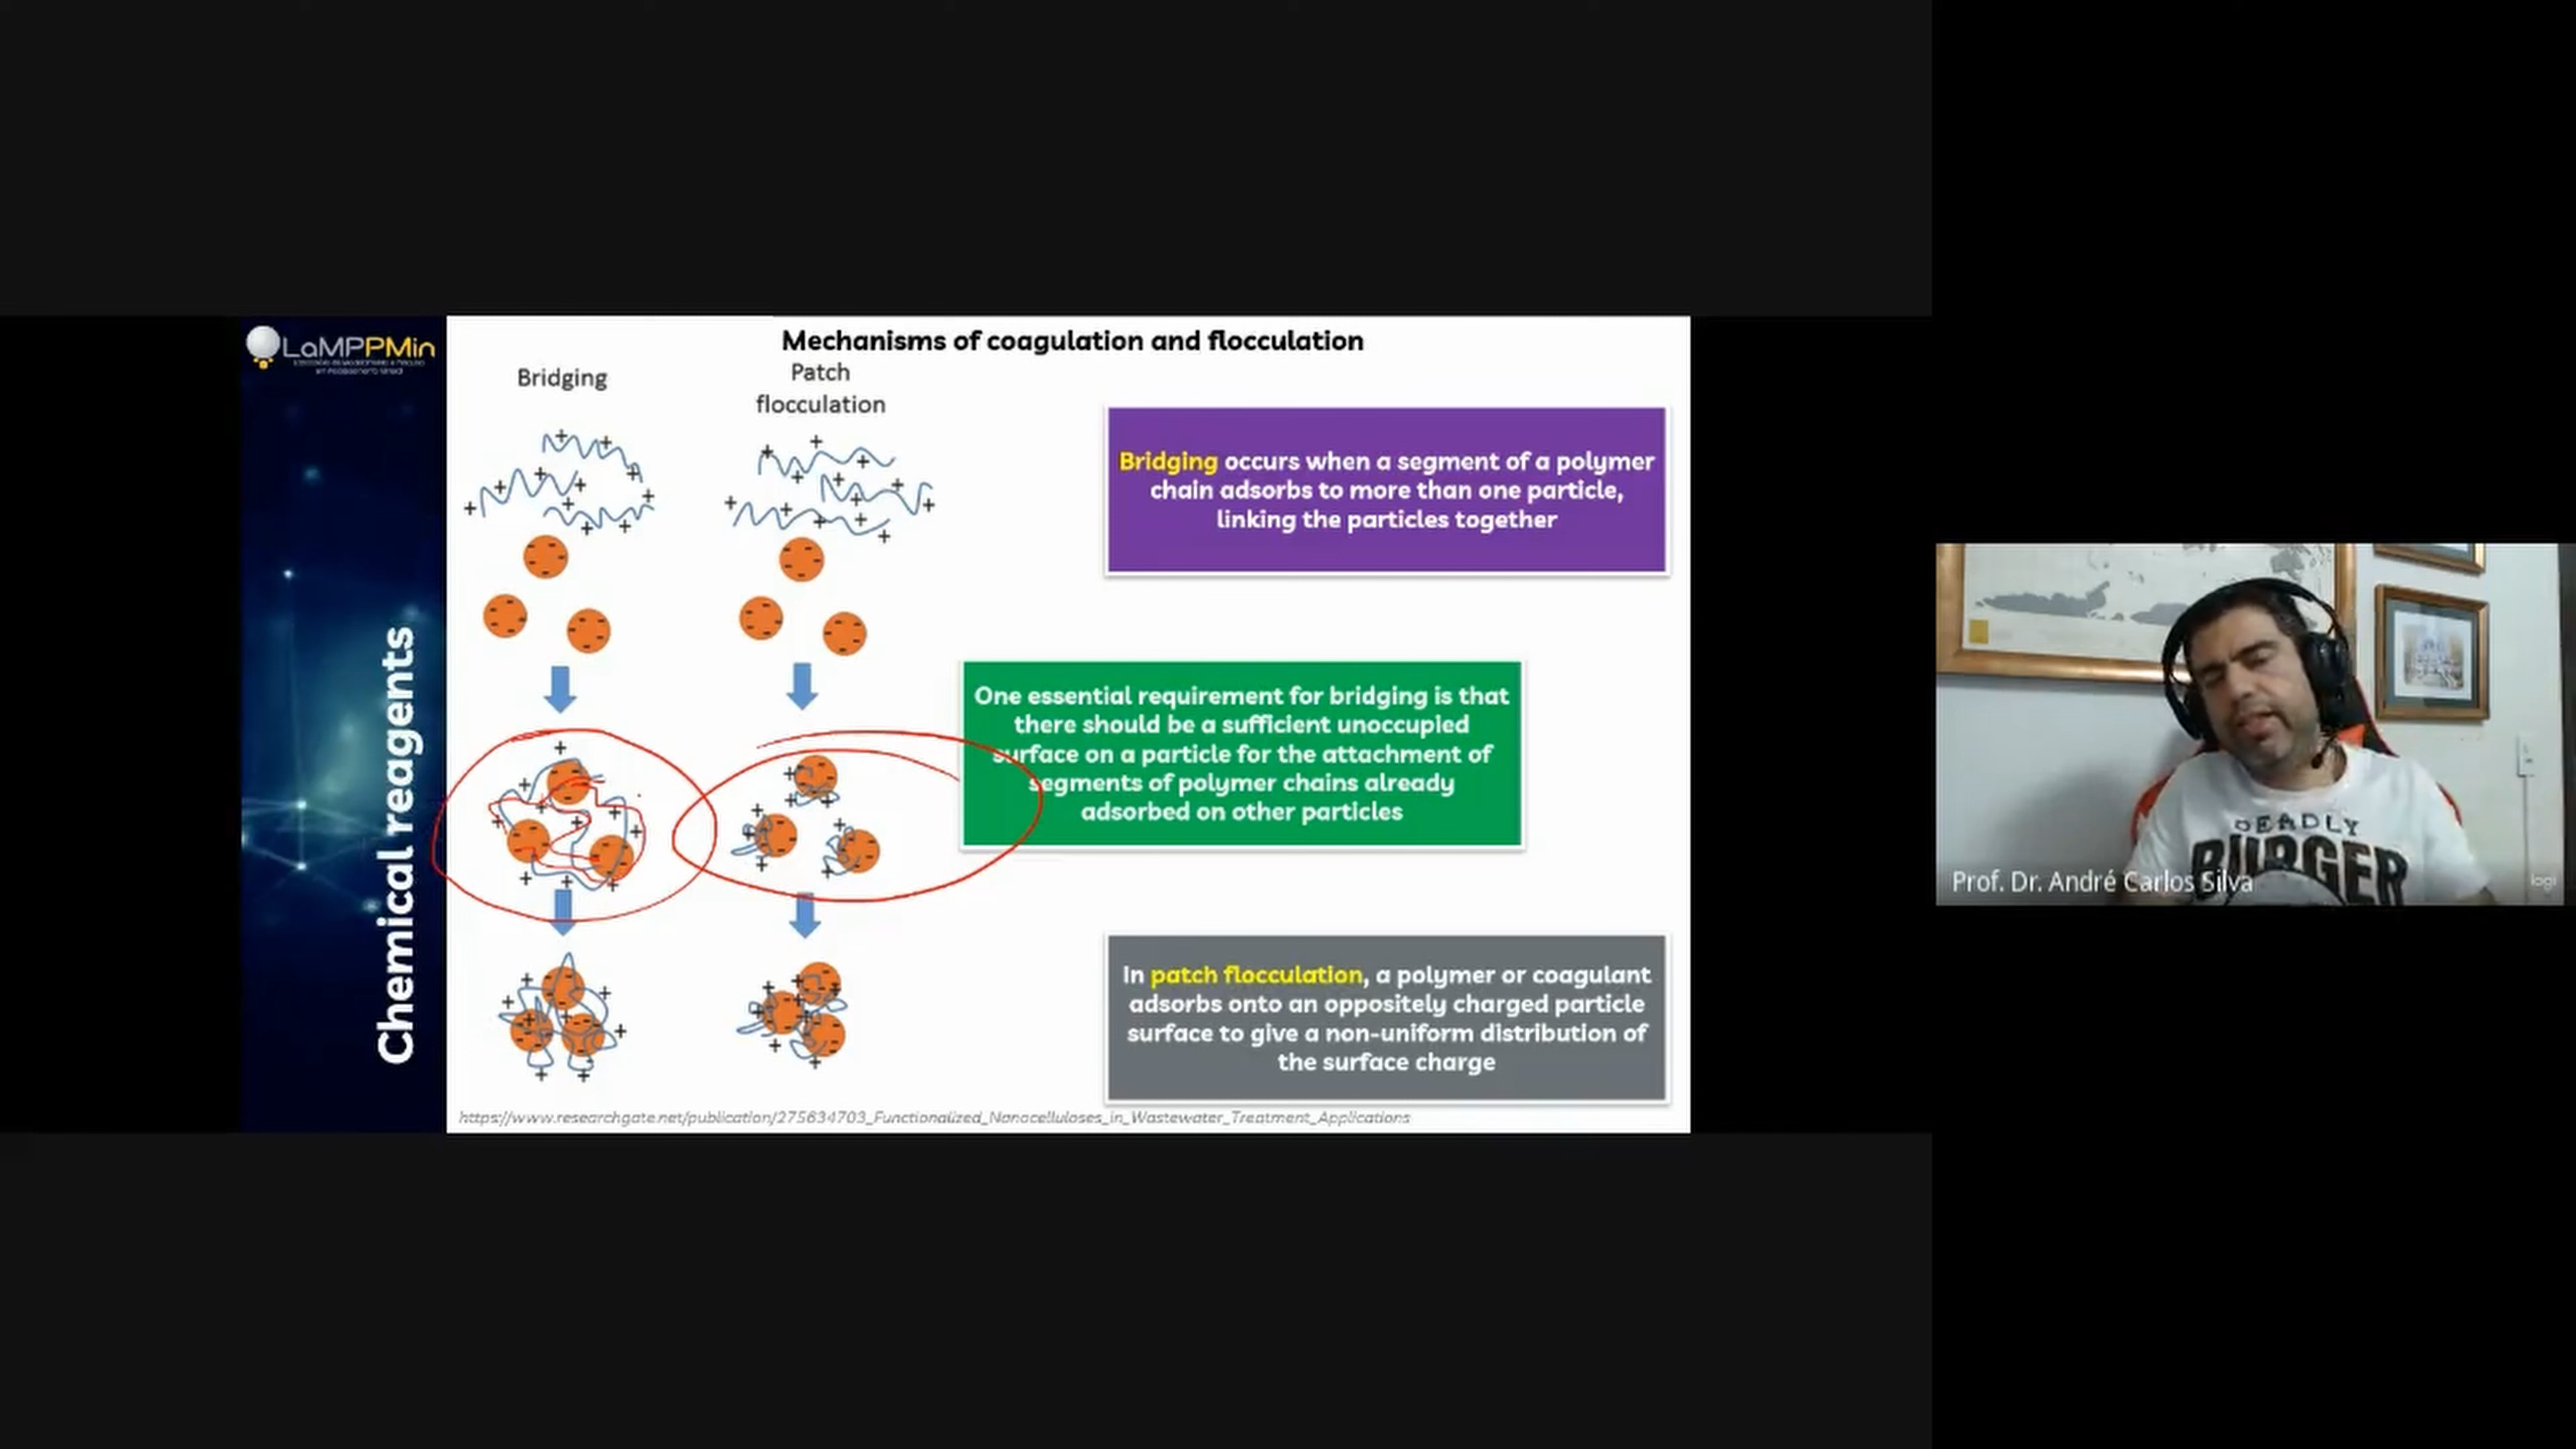 LaMPPMin
Chemical reagents
Mechanisms of coagulation and flocculation
Bridging
Patch
flocculation
Bridging occurs when a segment of a polymer
chain adsorbs to more than one particle,
linking the particles together
One essential requirement for bridging is that
there should be a sufficient unoccupied
surface on a particle for the attachment of
segments of polymer chains already
adsorbed on other particles
In patch flocculation, a polymer or coagulant
adsorbs onto an oppositely charged particle
surface to give a non-uniform distribution of
the surface charge
https://www.researchgate.net/publication/275634703_Functionalized_Nanocelluloses_in_Wastewater_Treatment_Applications
DEADLY
BURGER
Prof. Dr. André Carlos Silva
logi